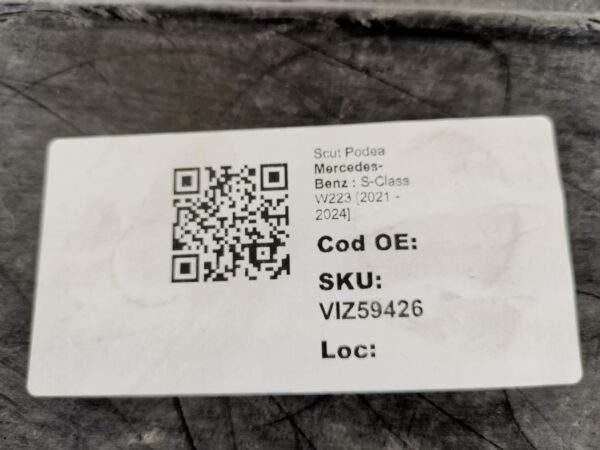 Scut Podea
Mercedes-
Benz : S-Class
W223 [2021 -
2024]
Cod OE:
SKU:
VIZ59426
Loc: